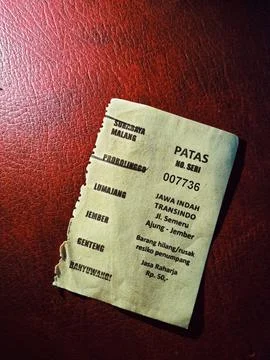 SURABAYA
MALANG
PROBOLINGGO
LUMAJANG
JEMBER
GENTENG
BANYUWANGI
PATAS
NO. SERI
007736
JAWA INDAH
TRANSINDO
Jl. Semeru
Ajung - Jember
Barang hilang/rusak
resiko penumpang
Jasa Raharja
Rp. 50,-